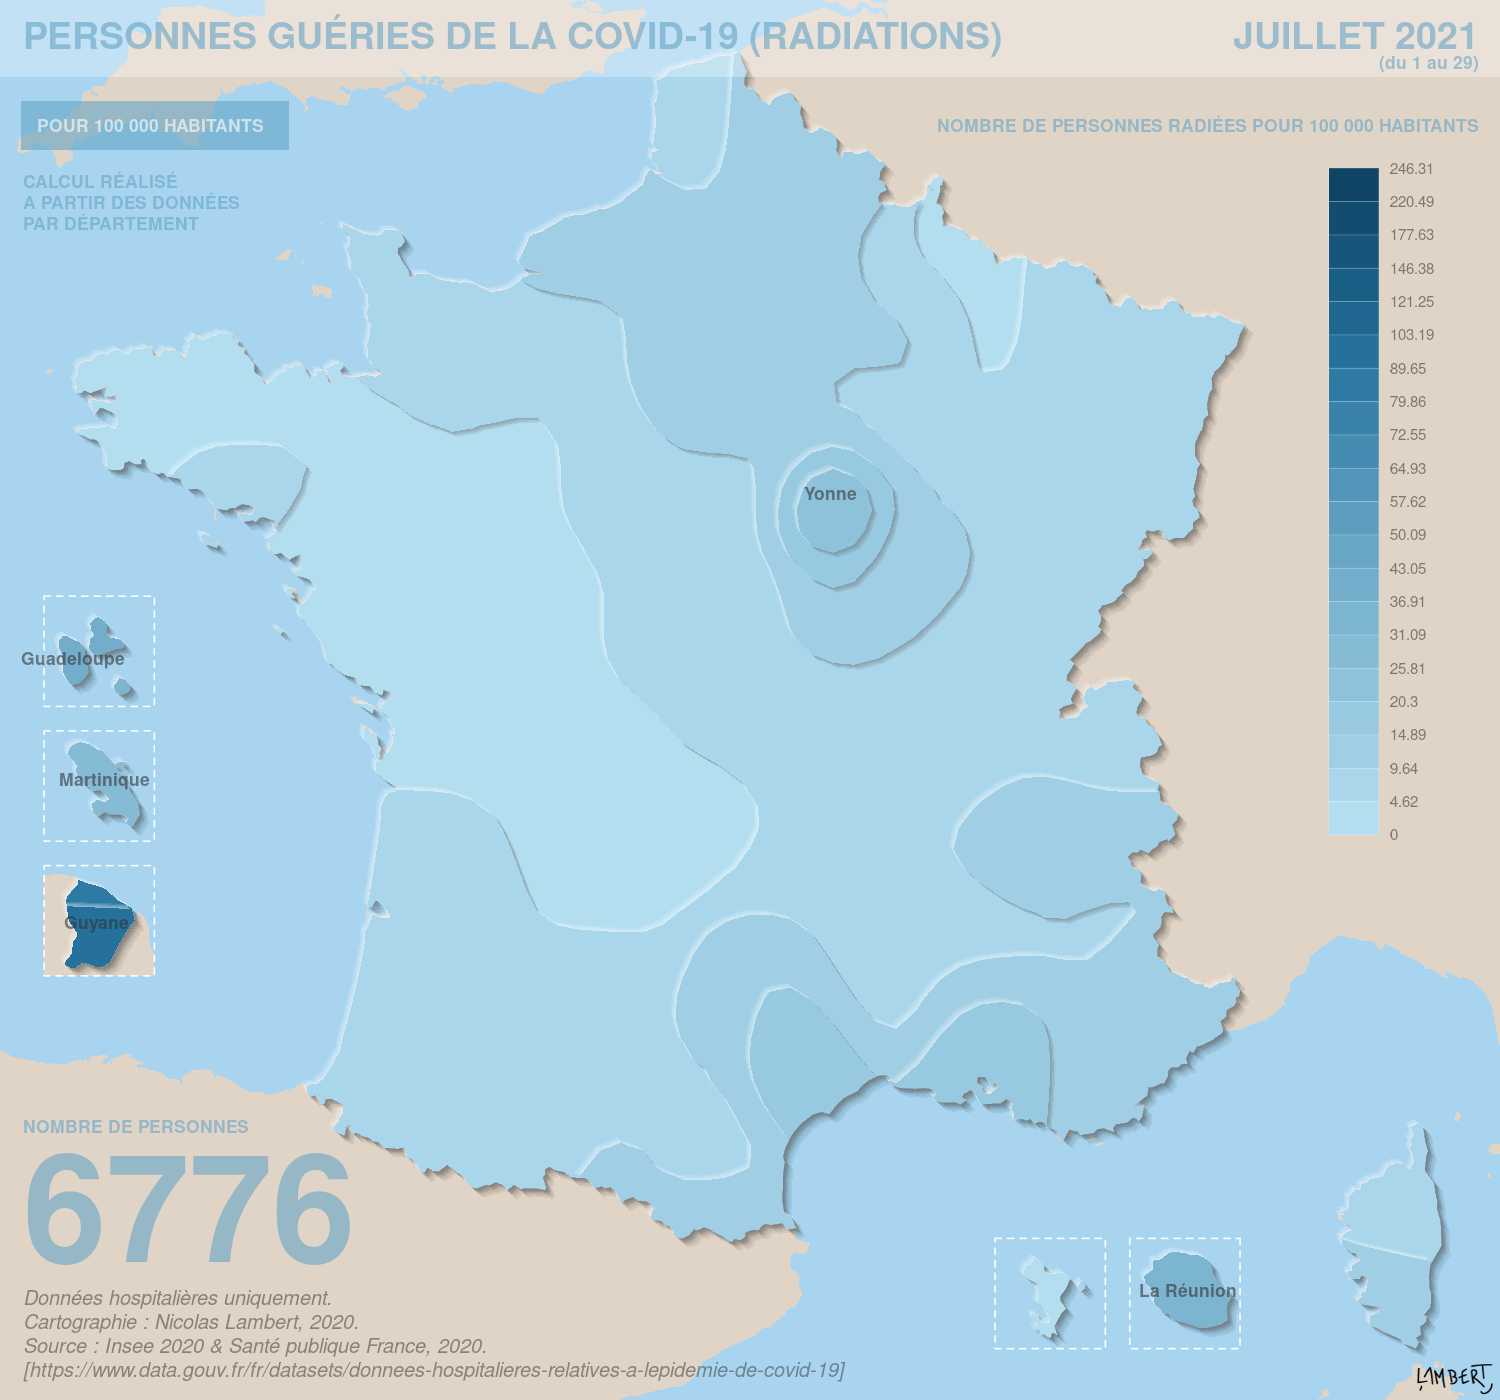 PERSONNES GUÉRIES DE LA COVID-19 (RADIATIONS)
JUILLET 2021
(du 1 au 29)
POUR 100 000 HABITANTS
CALCUL RÉALISÉ
A PARTIR DES DONNÉES
PAR DÉPARTEMENT
NOMBRE DE PERSONNES RADIÉES POUR 100 000 HABITANTS
246.31
220.49
177.63
146.38
121.25
103.19
89.65
79.86
72.55
64.93
57.62
50.09
43.05
36.91
31.09
25.81
20.3
14.89
9.64
4.62
0
Yonne
Guadeloupe
Martinique
Guyane
La Réunion
NOMBRE DE PERSONNES
6776
Données hospitalières uniquement.
Cartographie : Nicolas Lambert, 2020.
Source : Insee 2020 & Santé publique France, 2020.
[https://www.data.gouv.fr/fr/datasets/donnees-hospitalieres-relatives-a-lepidemie-de-covid-19]
LAMBERT